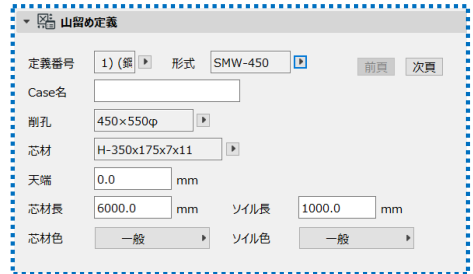 山留め定義
定義番号 1) (鋼 形式 SMW-450 前頁 次頁
Case名
削孔 450×550φ
芯材 H-350x175x7x11
天端 0.0 mm
芯材長 6000.0 mm ソイル長 1000.0 mm
芯材色 一般 ソイル色 一般